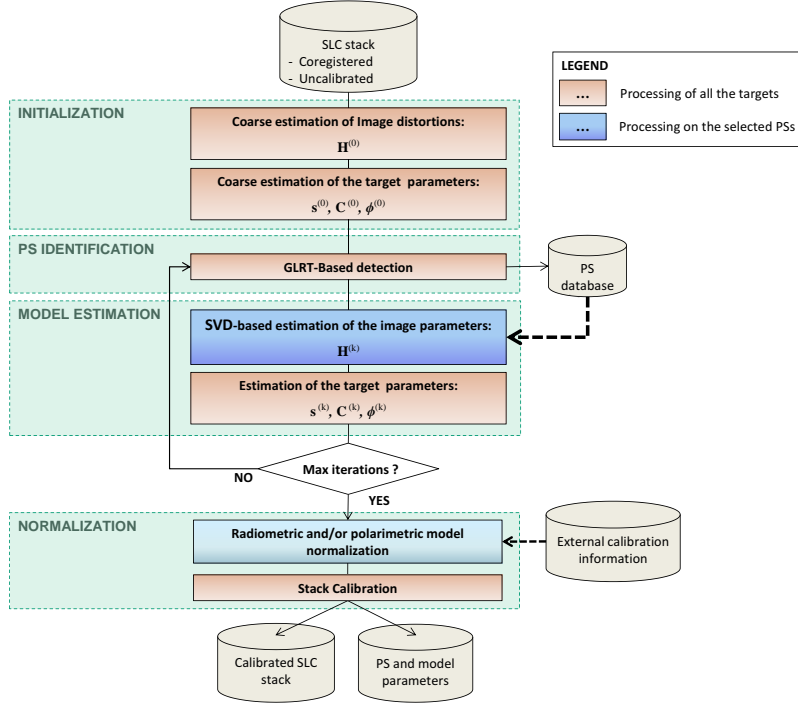 SLC stack
- Coregistered
- Uncalibrated
LEGEND
... Processing of all the targets
... Processing on the selected PSs
INITIALIZATION
Coarse estimation of Image distortions:
H(0)
Coarse estimation of the target parameters:
s(0), C(0), ϕ(0)
PS IDENTIFICATION
GLRT-Based detection
PS
database
MODEL ESTIMATION
SVD-based estimation of the image parameters:
H(k)
Estimation of the target parameters:
s(k), C(k), ϕ(k)
Max iterations ?
NO
YES
NORMALIZATION
Radiometric and/or polarimetric model
normalization
External calibration
information
Stack Calibration
Calibrated SLC
stack
PS and model
parameters